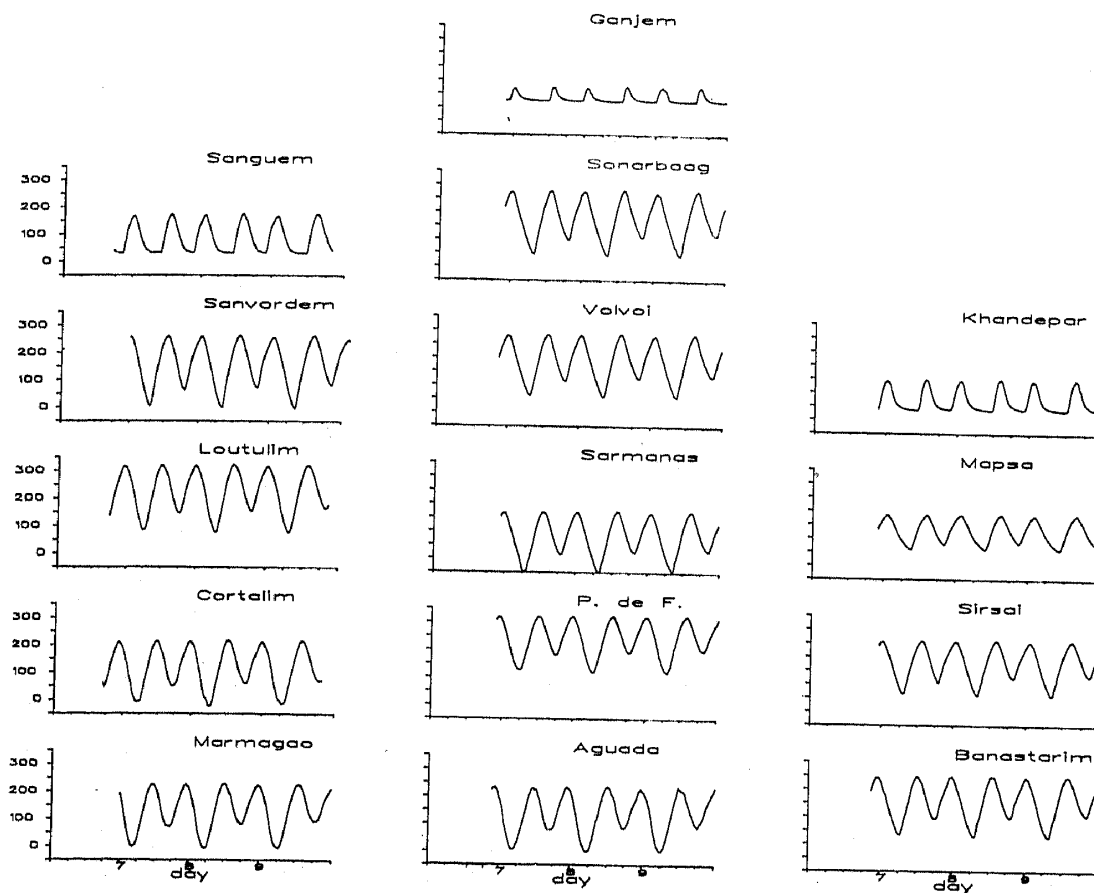 Ganjem
Sanguem
300
200
100
0
Sonarbaag
Sanvordem
300
200
100
0
Volvoi
Khandepar
Loutulim
300
200
100
0
Sarmanas
Mapsa
Cortalim
300
200
100
0
P. de F.
Sirsai
Marmagao
300
200
100
0
7 8 9
day
Aguada
7 8 9
day
Banastarim
7 8 9
day